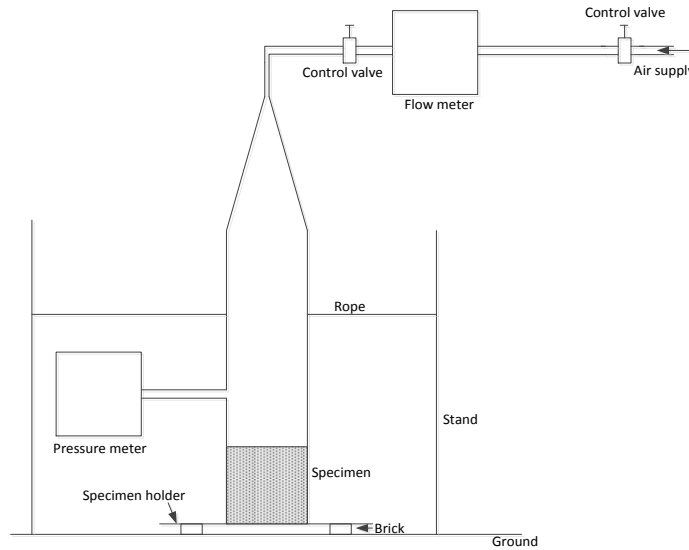 Control valve
Control valve
Air supply
Flow meter
Rope
Stand
Pressure meter
Specimen
Specimen holder
Brick
Ground